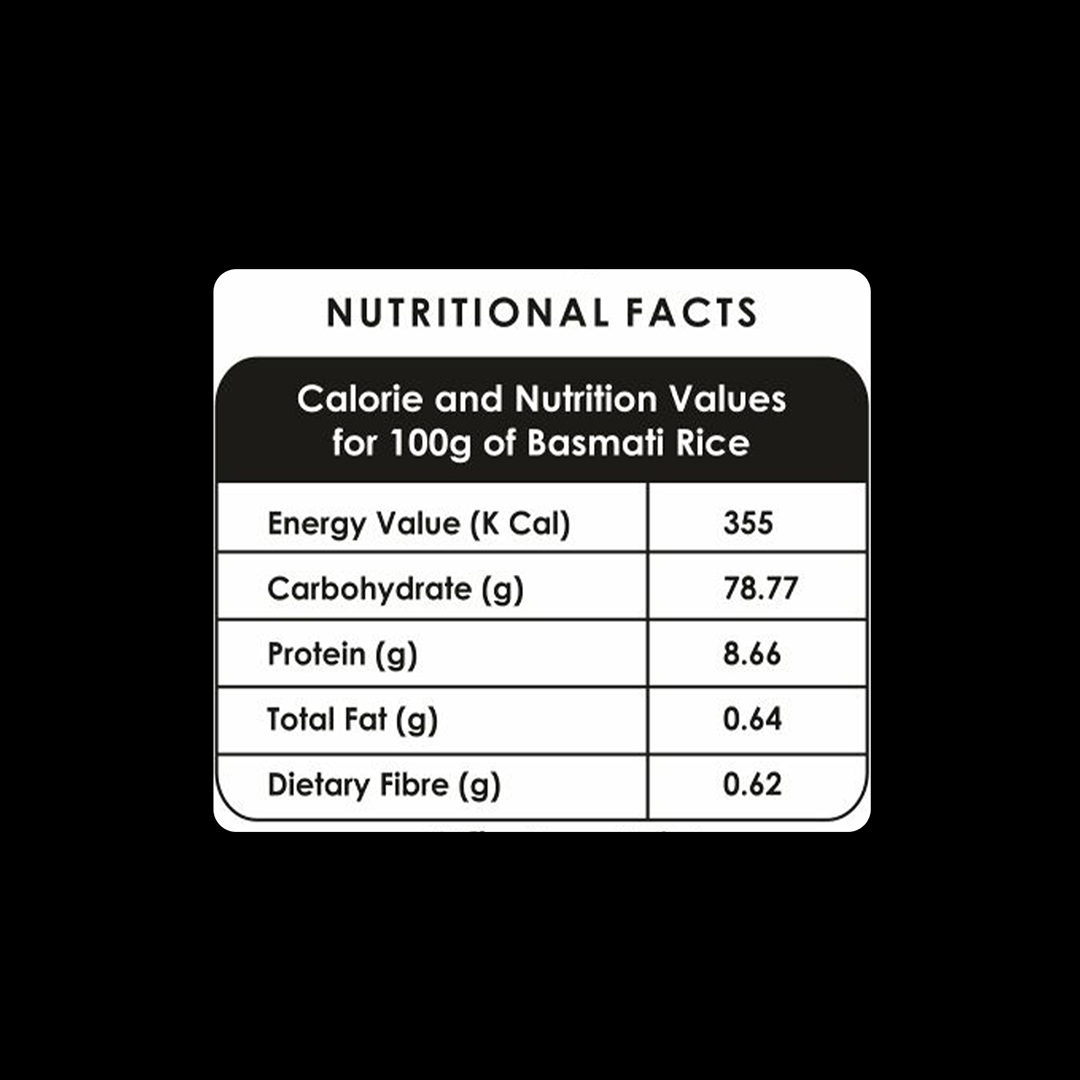 NUTRITIONAL FACTS
Calorie and Nutrition Values
for 100g of Basmati Rice
Energy Value (K Cal) 355
Carbohydrate (g) 78.77
Protein (g) 8.66
Total Fat (g) 0.64
Dietary Fibre (g) 0.62